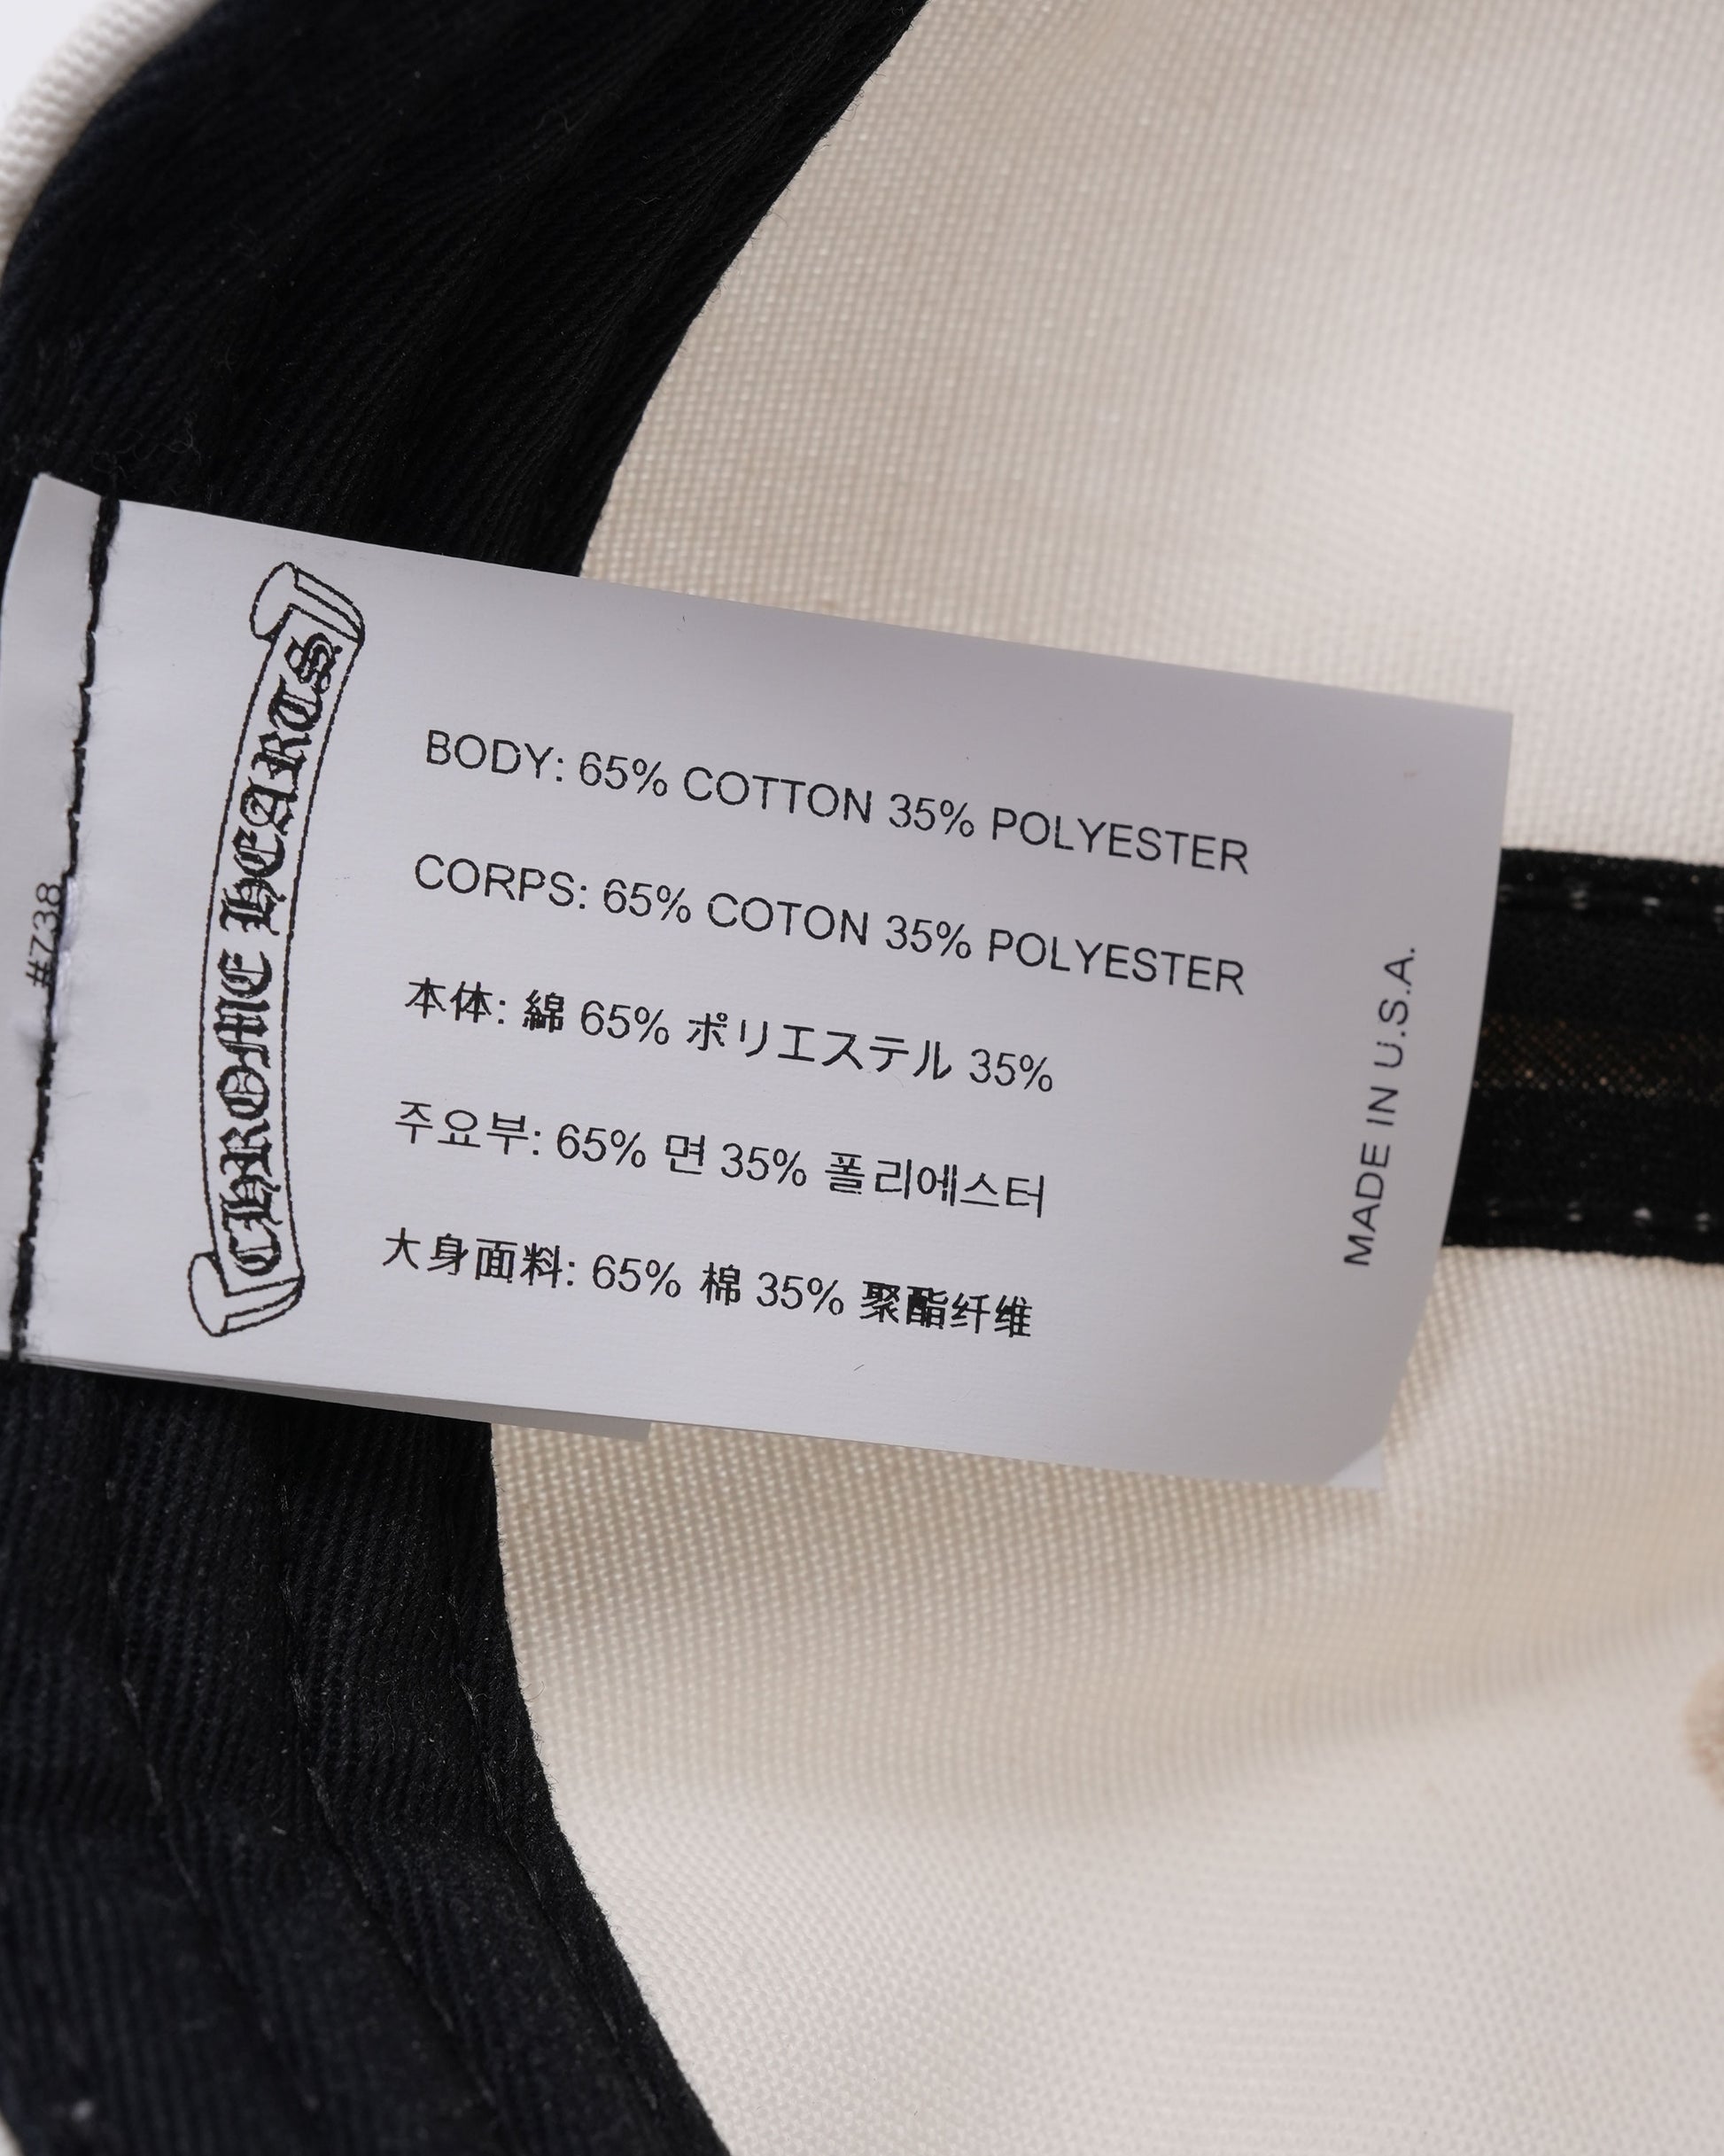 #738
CHROME HEARTS
BODY: 65% COTTON 35% POLYESTER
CORPS: 65% COTON 35% POLYESTER
本体: 綿 65% ポリエステル 35%
주요부: 65% 면 35% 폴리에스터
大身面料: 65% 棉 35% 聚酯纤维
MADE IN U.S.A.